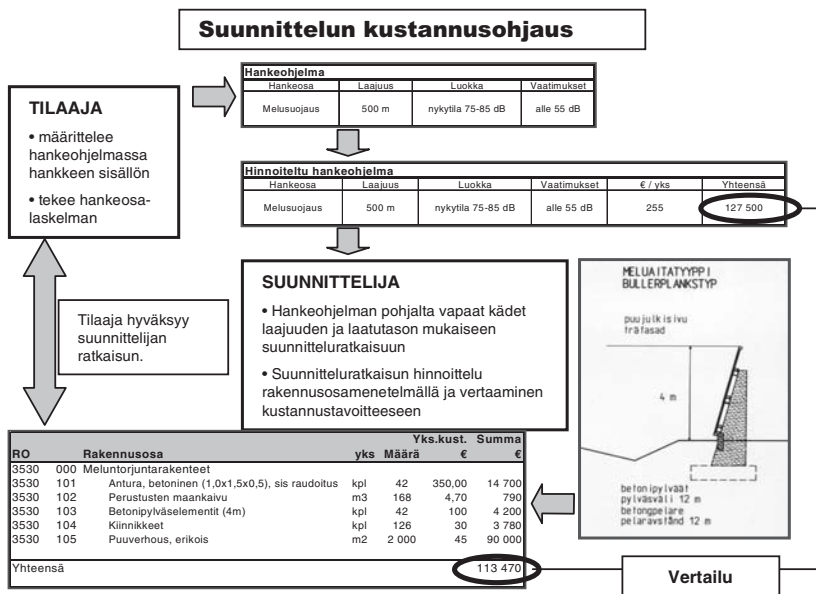 Suunnittelun kustannusohjaus
TILAAJA
• määrittelee
hankeohjelmassa
hankkeen sisällön
• tekee hankeosa-
laskelman
Hankeohjelma
Hankeosa Laajuus Luokka Vaatimukset
Melusuojaus 500 m nykytila 75-85 dB alle 55 dB
Hinnoiteltu hankeohjelma
Hankeosa Laajuus Luokka Vaatimukset € / yks Yhteensä
Melusuojaus 500 m nykytila 75-85 dB alle 55 dB 255 127 500
Tilaaja hyväksyy
suunnittelijan
ratkaisun.
SUUNNITTELIJA
• Hankeohjelman pohjalta vapaat kädet
laajuuden ja laatutason mukaiseen
suunnitteluratkaisuun
• Suunnitteluratkaisun hinnoittelu
rakennusosamenetelmällä ja vertaaminen
kustannustavoitteeseen
MELUAITATYYPPI
BULLERPLANKSTYP
puujulkisivu
träfasad
4 m
betonipylväät
pylväsväli 12 m
betongpelare
pelaravstånd 12 m
Yks.kust. Summa
RO Rakennusosa yks Määrä € €
3530 000 Meluntorjuntarakenteet
3530 101 Antura, betoninen (1,0x1,5x0,5), sis raudoitus kpl 42 350,00 14 700
3530 102 Perustusten maankaivu m3 168 4,70 790
3530 103 Betonipylväselementit (4m) kpl 42 100 4 200
3530 104 Kiinnikkeet kpl 126 30 3 780
3530 105 Puuverhous, erikois m2 2 000 45 90 000
Yhteensä 113 470
Vertailu